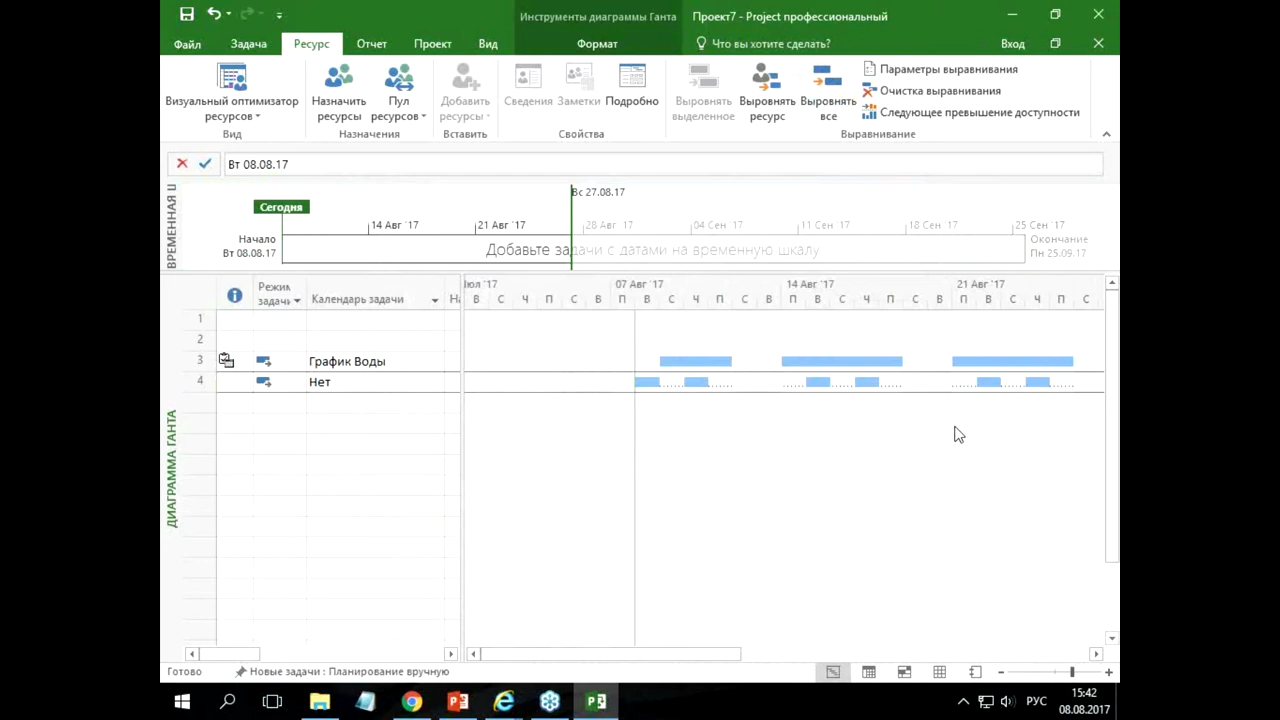 Инструменты диаграммы Ганта
Проект7 - Project профессиональный
Файл Задача Ресурс Отчет Проект Вид Формат Что вы хотите сделать? Вход
Визуальный оптимизатор ресурсов
Вид
Назначить ресурсы
Пул ресурсов
Назначения
Добавить ресурсы
Вставить
Сведения Заметки Подробно
Свойства
Выровнять выделенное
Выровнять ресурс
Выровнять все
Параметры выравнивания
Очистка выравнивания
Следующее превышение доступности
Выравнивание
Вт 08.08.17
ВРЕМЕННАЯ Ш
Вс 27.08.17
Сегодня
14 Авг '17 21 Авг '17 28 Авг '17 04 Сен '17 11 Сен '17 18 Сен '17 25 Сен '17
Начало
Вт 08.08.17
Добавьте задачи с датами на временную шкалу
Окончание
Пн 25.09.17
ДИАГРАММА ГАНТА
Режим задачи
Календарь задачи
На
Июл '17 07 Авг '17 14 Авг '17 21 Авг '17
В С Ч П С В П В С Ч П С В П В С Ч П С В П В С Ч П С
1
2
3 График Воды
4 Нет
Готово
Новые задачи : Планирование вручную
РУС
15:42
08.08.2017